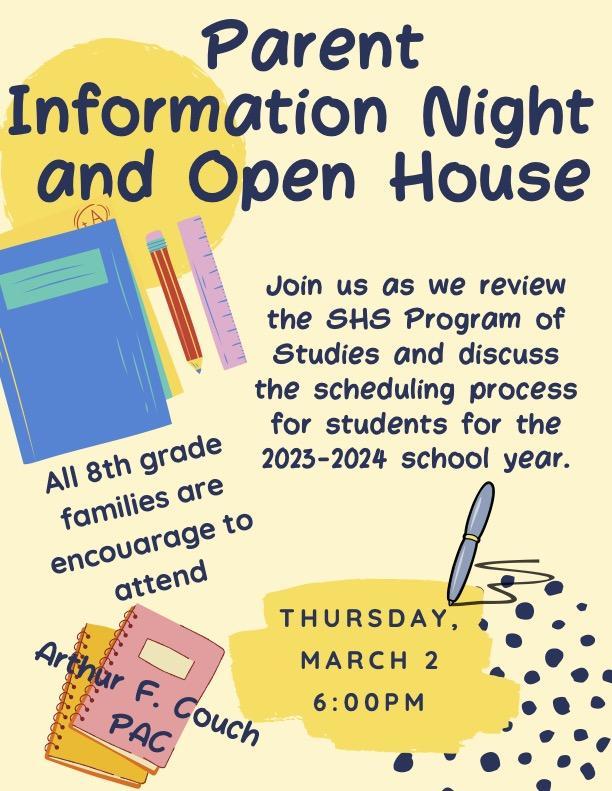 Parent
Information Night
and Open House
A+
Join us as we review
the SHS Program of
Studies and discuss
the scheduling process
for students for the
2023-2024 school year.
All 8th grade
families are
encouarage to
attend
Arthur F. Couch
PAC
THURSDAY,
MARCH 2
6:00PM